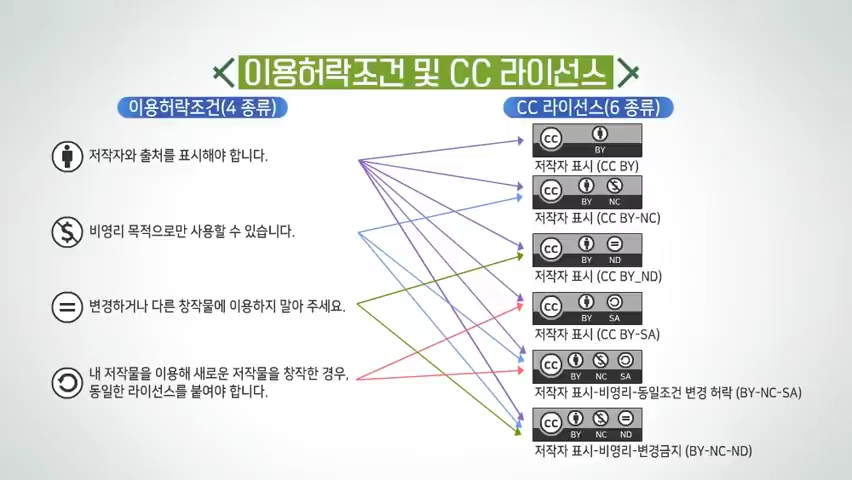 이용허락조건 및 CC 라이선스
이용허락조건(4 종류)
저작자와 출처를 표시해야 합니다.
비영리 목적으로만 사용할 수 있습니다.
변경하거나 다른 창작물에 이용하지 말아 주세요.
내 저작물을 이용해 새로운 저작물을 창작한 경우,
동일한 라이선스를 붙여야 합니다.
CC 라이선스(6 종류)
cc
BY
저작자 표시 (CC BY)
cc
BY NC
저작자 표시 (CC BY-NC)
cc
BY ND
저작자 표시 (CC BY_ND)
cc
BY SA
저작자 표시 (CC BY-SA)
cc
BY NC SA
저작자 표시-비영리-동일조건 변경 허락 (BY-NC-SA)
cc
BY NC ND
저작자 표시-비영리-변경금지 (BY-NC-ND)